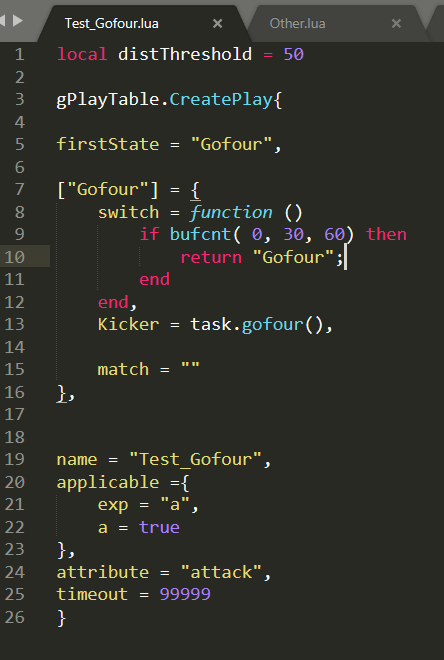 Test_Gofour.lua × Other.lua ×
1 local distThreshold = 50
2
3 gPlayTable.CreatePlay{
4
5 firstState = "Gofour",
6
7 ["Gofour"] = {
8 switch = function ()
9 if bufcnt( 0, 30, 60) then
10 return "Gofour";
11 end
12 end,
13 Kicker = task.gofour(),
14
15 match = ""
16 },
17
18
19 name = "Test_Gofour",
20 applicable ={
21 exp = "a",
22 a = true
23 },
24 attribute = "attack",
25 timeout = 99999
26 }